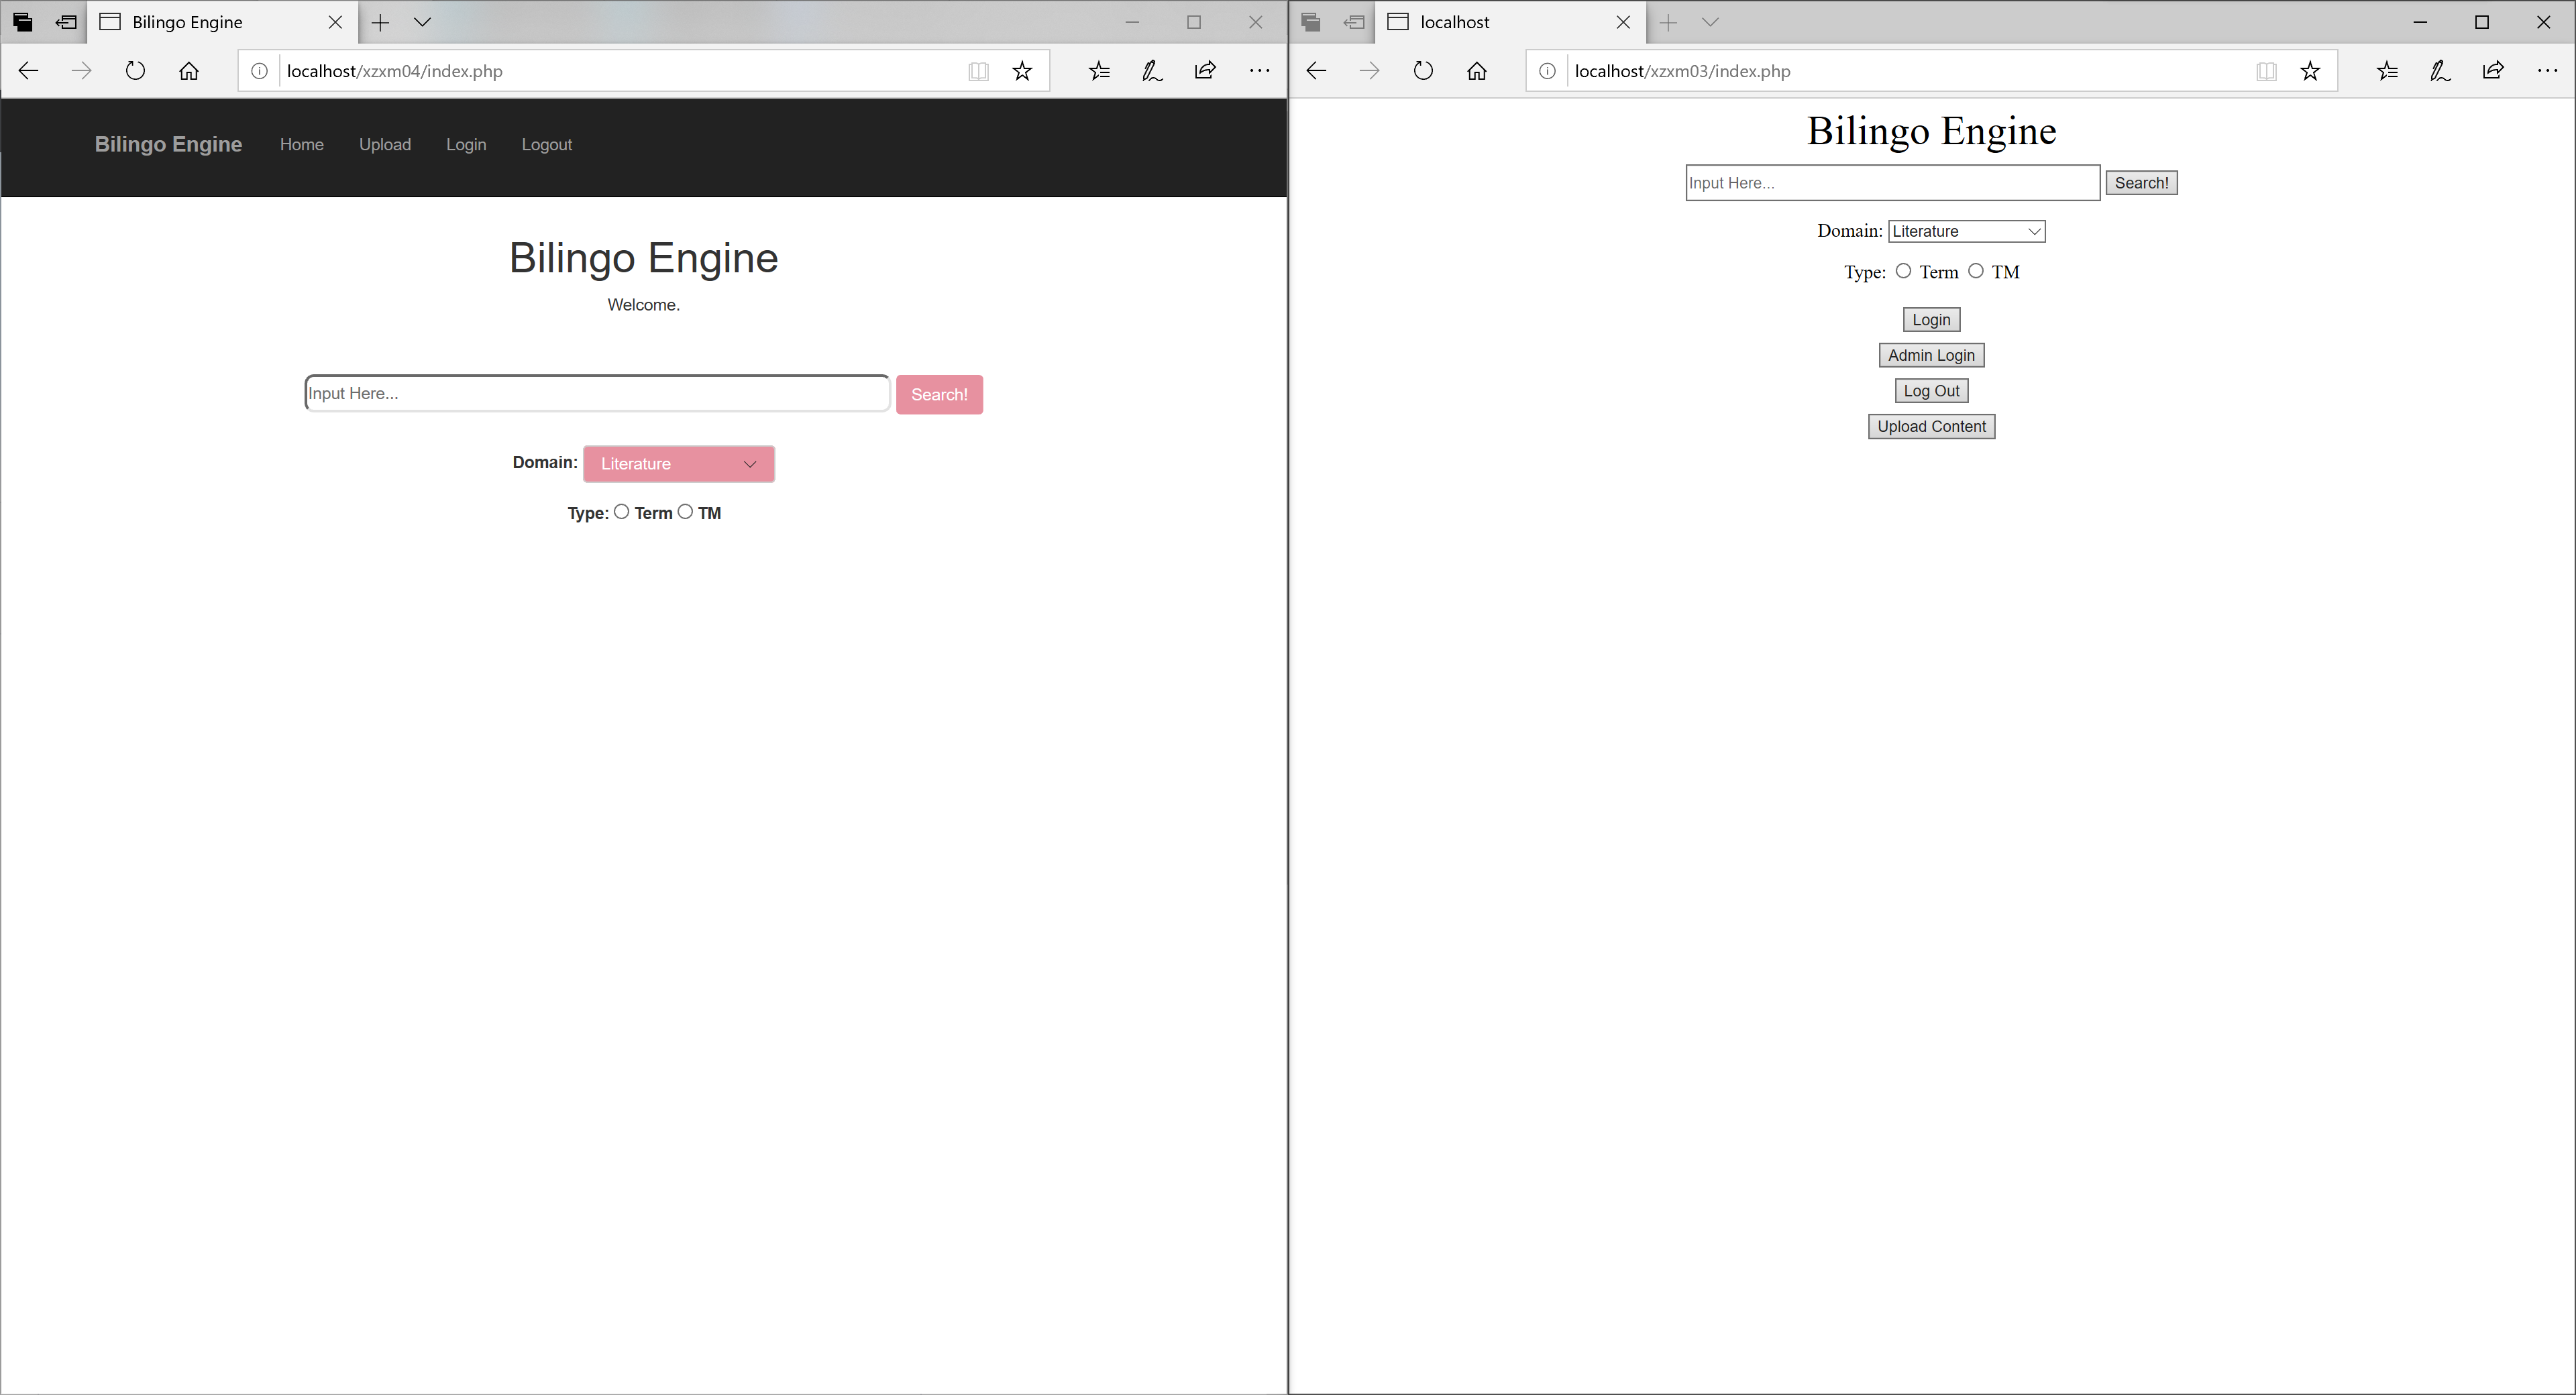 Bilingo Engine
localhost/xzxm04/index.php
Bilingo Engine Home Upload Login Logout
Bilingo Engine
Welcome.
Input Here... Search!
Domain: Literature
Type: Term TM
localhost
localhost/xzxm03/index.php
Bilingo Engine
Input Here... Search!
Domain: Literature
Type: Term TM
Login
Admin Login
Log Out
Upload Content